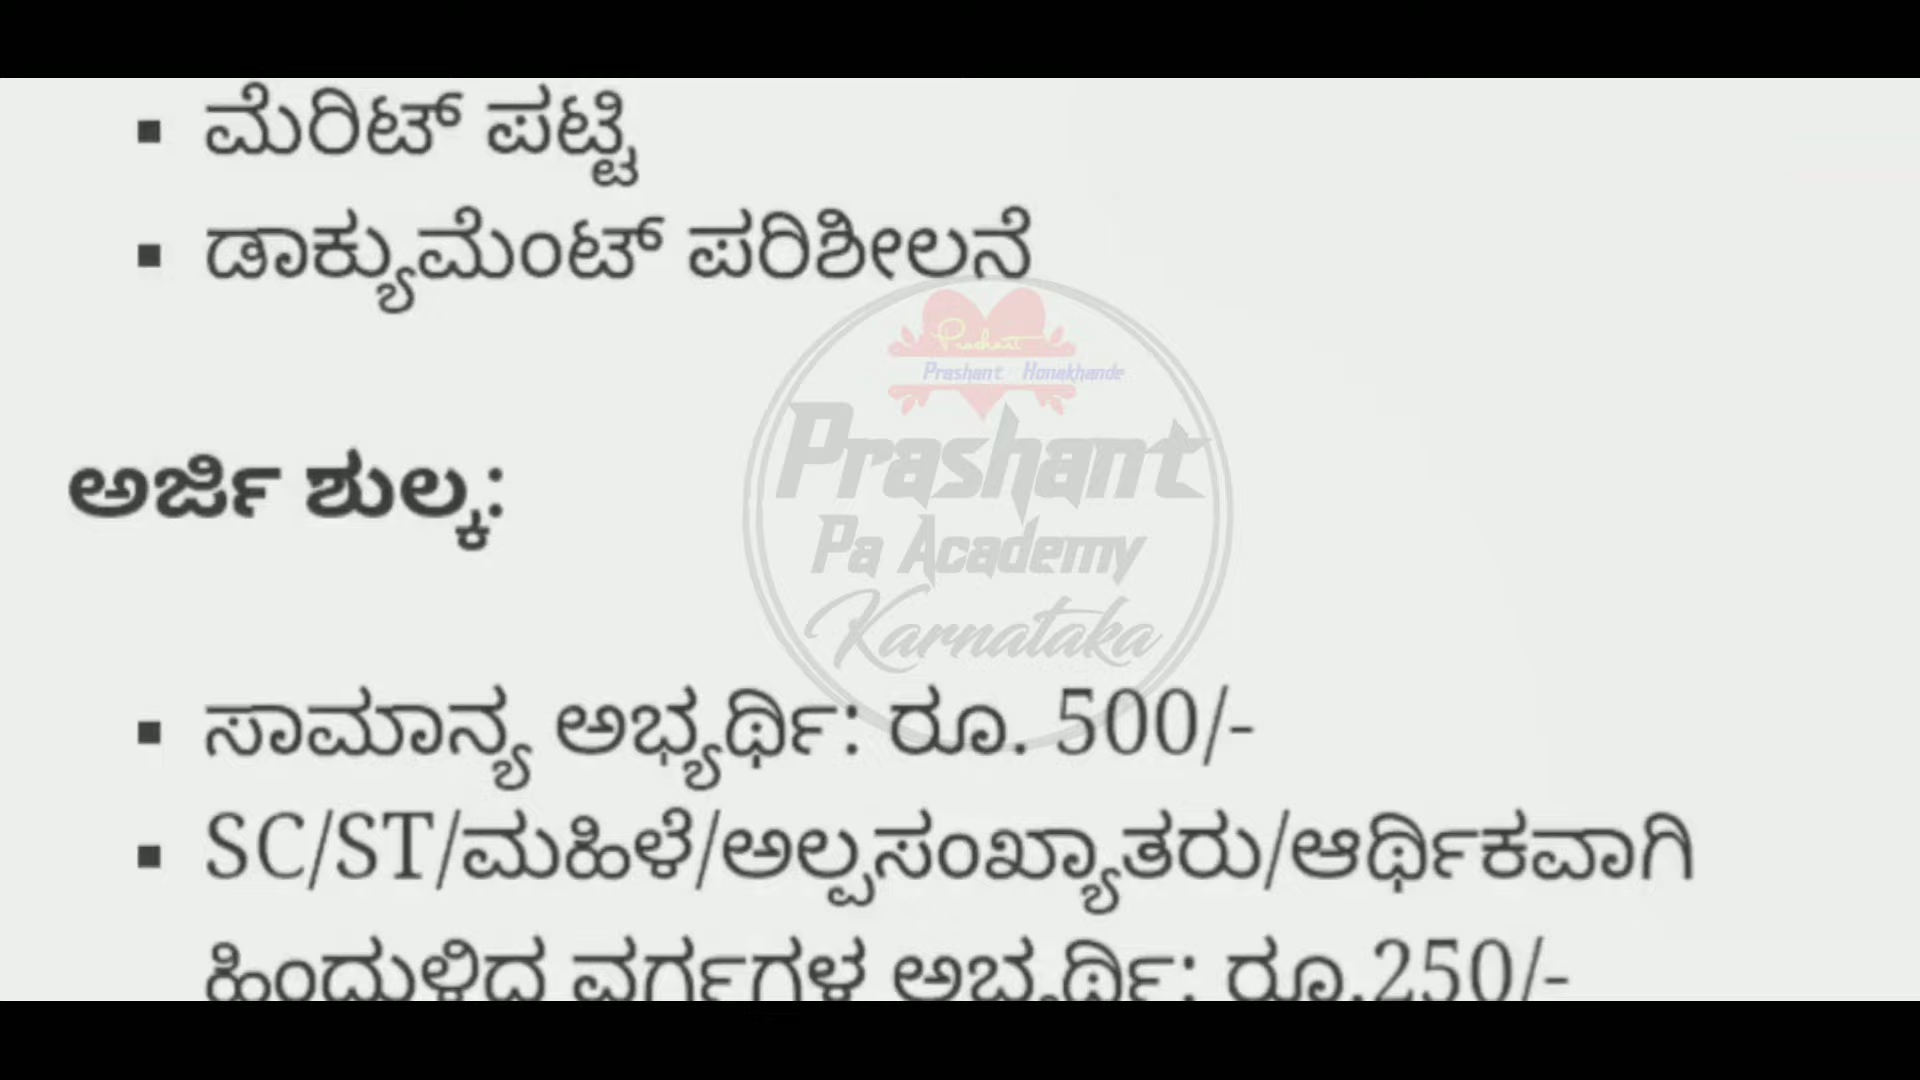 ಮೆರಿಟ್ ಪಟ್ಟಿ
ಡಾಕ್ಯುಮೆಂಟ್ ಪರಿಶೀಲನೆ
Prashant
Prashant Honakhande
Prashant
Pa Academy
Karnataka
ಅರ್ಜಿ ಶುಲ್ಕ:
ಸಾಮಾನ್ಯ ಅಭ್ಯರ್ಥಿ: ರೂ. 500/-
SC/ST/ಮಹಿಳೆ/ಅಲ್ಪಸಂಖ್ಯಾತರು/ಆರ್ಥಿಕವಾಗಿ
ಹಿಂದುಳಿದ ವರ್ಗಗಳ ಅಭ್ಯರ್ಥಿ: ರೂ.250/-